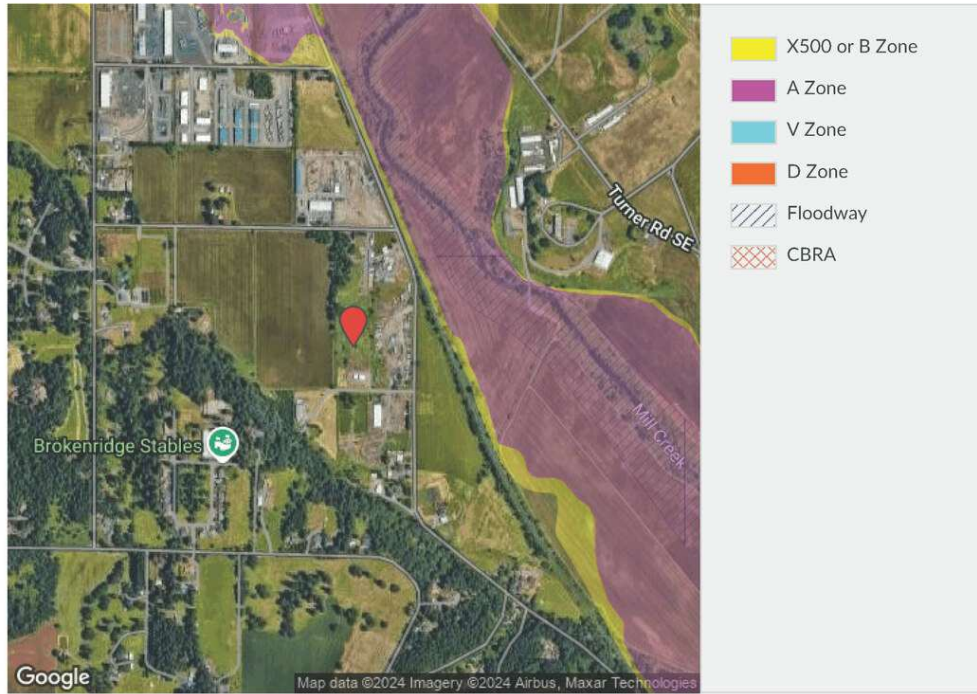 X500 or B Zone
A Zone
V Zone
D Zone
Floodway
CBRA
Turner Rd SE
Mill Creek
Brokenridge Stables
Google
Map data ©2024 Imagery ©2024 Airbus, Maxar Technologies